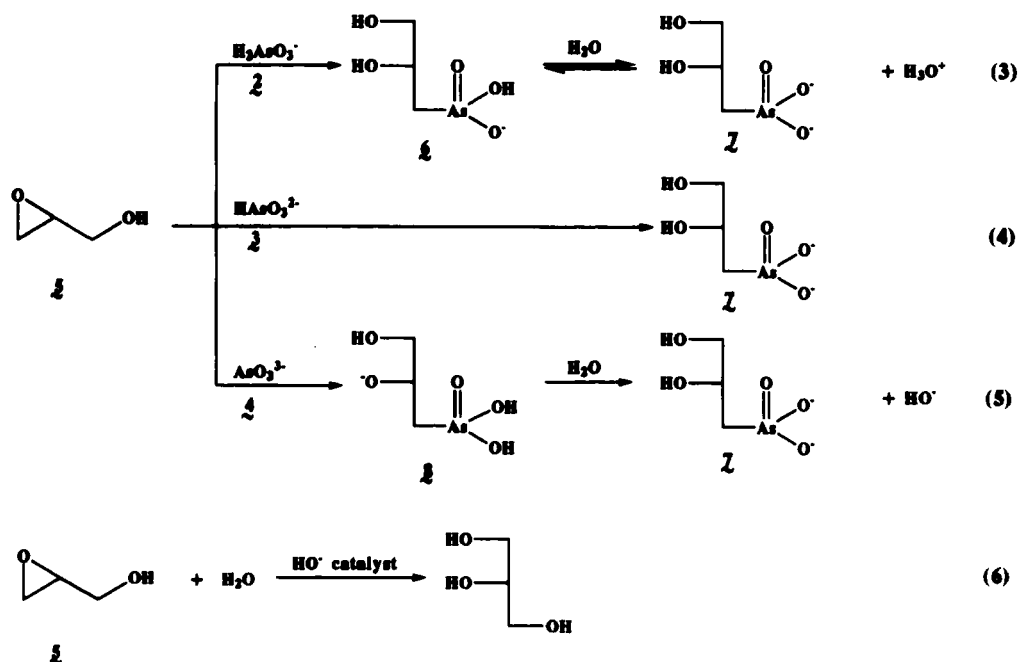 H₂AsO₃⁻
2
HO
HO
O
As
OH
O⁻
6
H₂O
HO
HO
O
As
O⁻
O⁻
7
+ H₃O⁺ (3)
O
OH
5
HAsO₃²⁻
3
HO
HO
O
As
O⁻
O⁻
7
(4)
AsO₃³⁻
4
HO
⁻O
O
As
OH
OH
8
H₂O
HO
HO
O
As
O⁻
O⁻
7
+ HO⁻ (5)
O
OH
5
+ H₂O
HO⁻ catalyst
HO
HO
OH
(6)